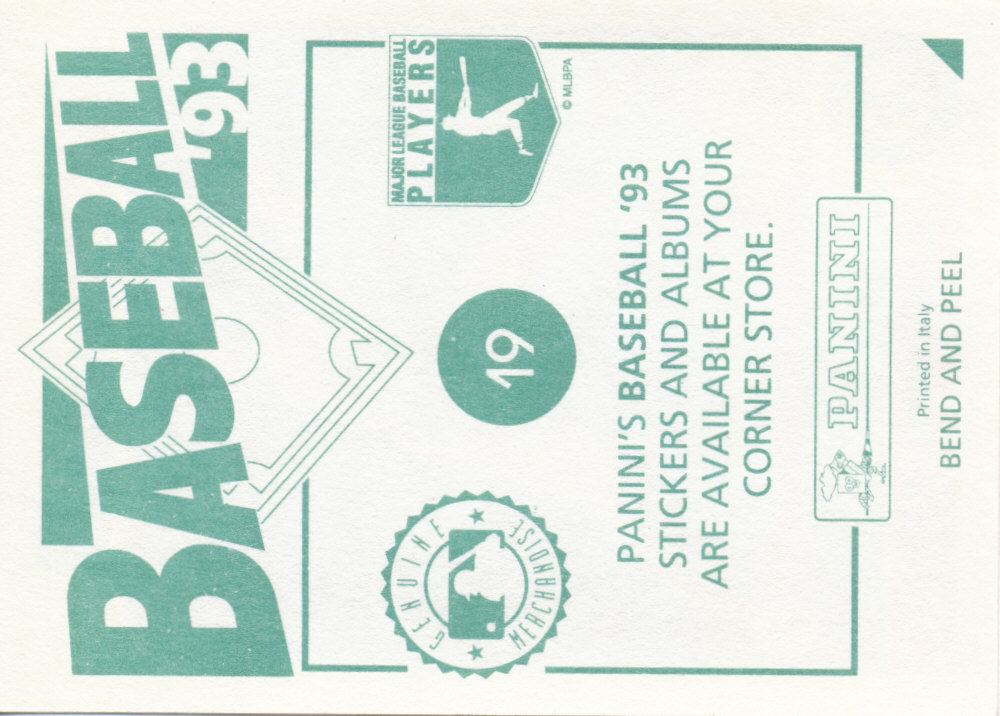 BASEBALL
'93
GENUINE
MERCHANDISE
19
MAJOR LEAGUE BASEBALL
PLAYERS
© MLBPA
PANINI'S BASEBALL '93
STICKERS AND ALBUMS
ARE AVAILABLE AT YOUR
CORNER STORE.
PANINI
Printed in Italy
BEND AND PEEL